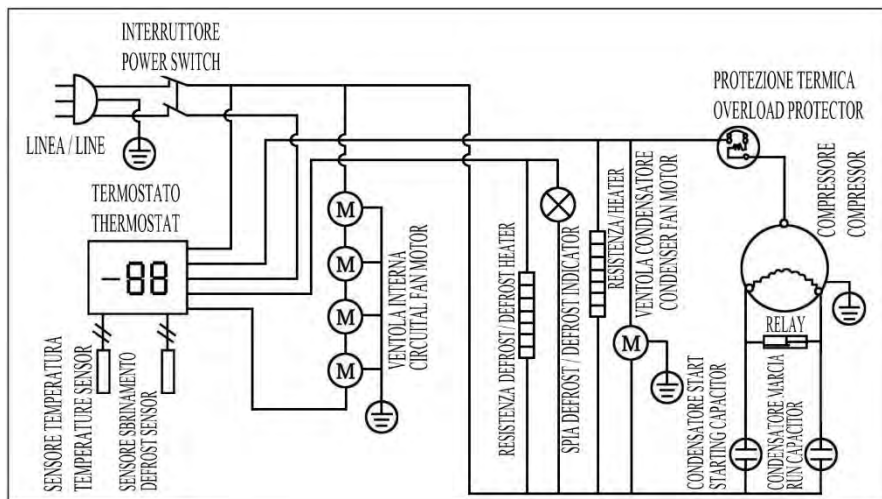 INTERRUTTORE
POWER SWITCH
LINEA / LINE
TERMOSTATO
THERMOSTAT
-88
SENSORE TEMPERATURA
TEMPERATURE SENSOR
SENSORE SBRINAMENTO
DEFROST SENSOR
M
M
M
M
VENTOLA INTERNA
CIRCUITAL FAN MOTOR
RESISTENZA DEFROST / DEFROST HEATER
SPIA DEFROST / DEFROST INDICATOR
RESISTENZA/HEATER
VENTOLA CONDENSATORE
CONDENSER FAN MOTOR
M
PROTEZIONE TERMICA
OVERLOAD PROTECTOR
COMPRESSORE
COMPRESSOR
RELAY
CONDENSATORE START
STARTING CAPACITOR
CONDENSATORE MARCIA
RUN CAPACITOR